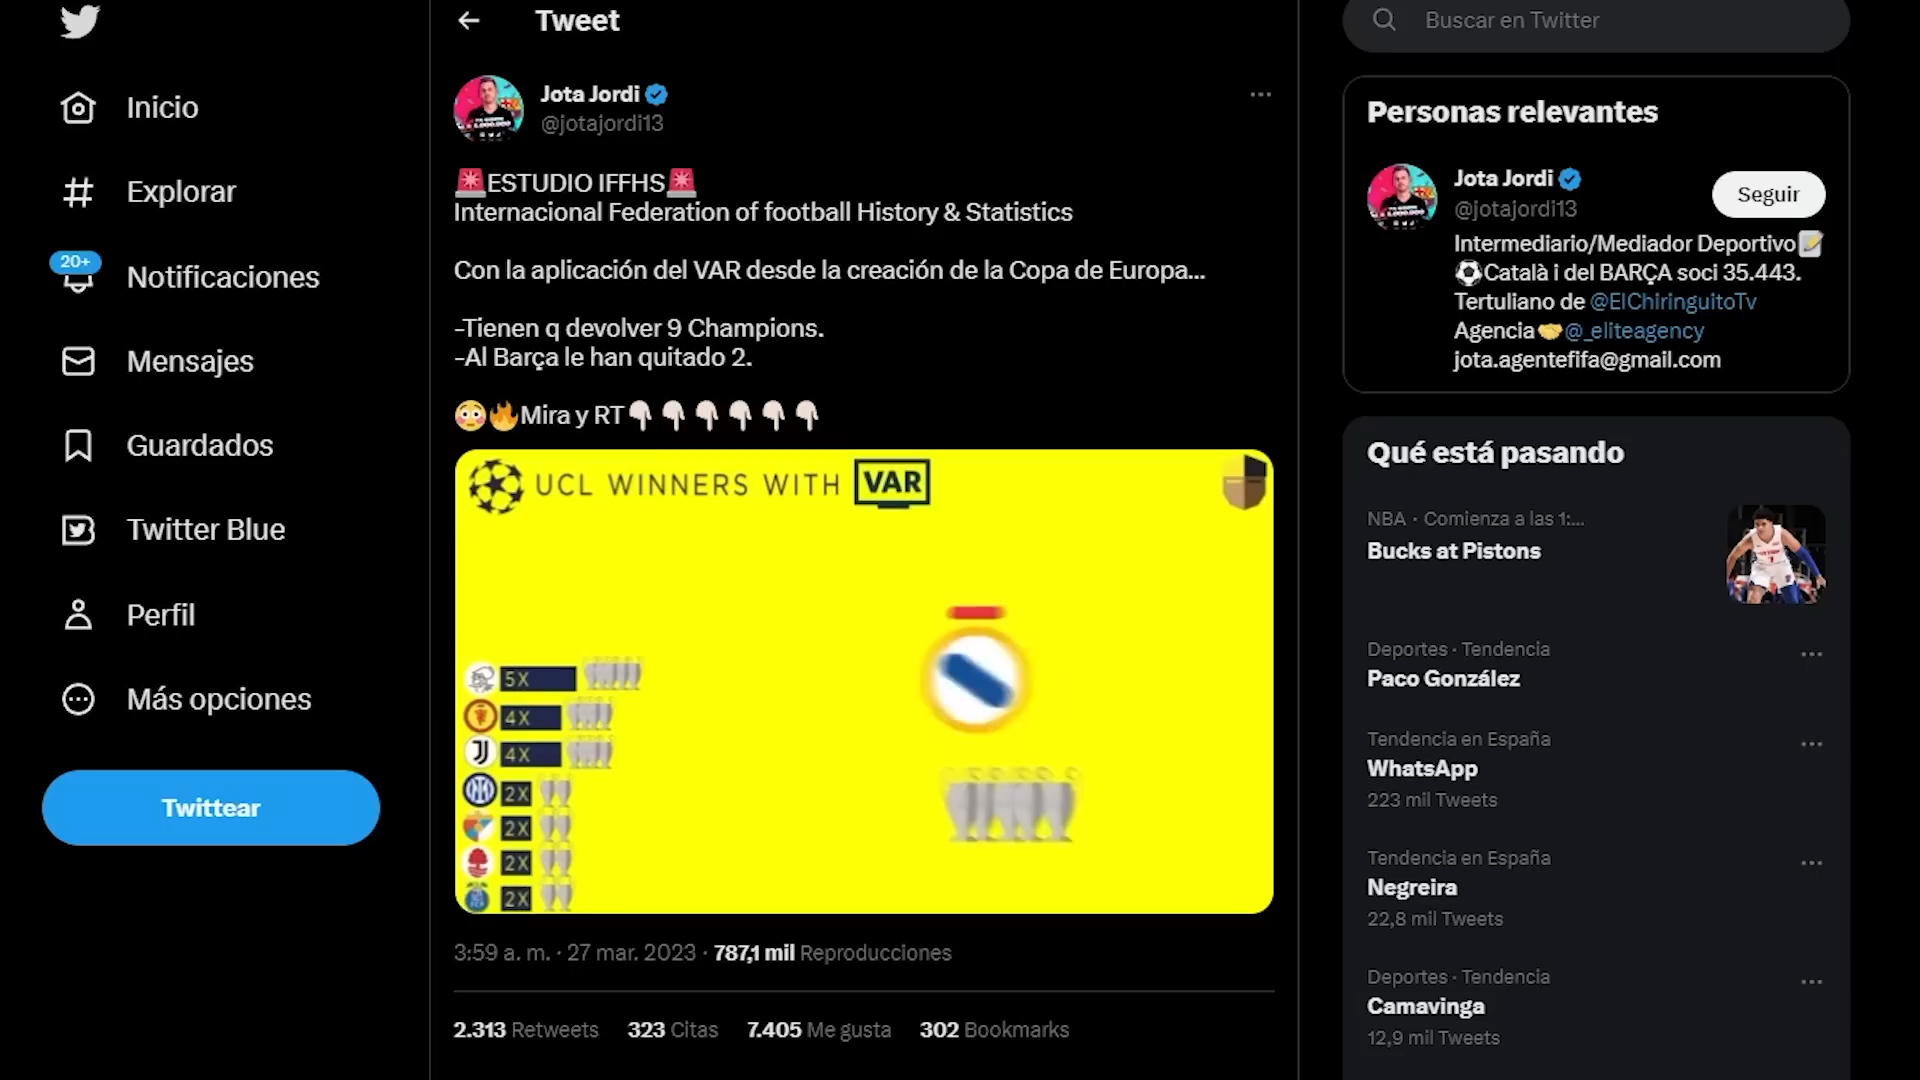 Inicio
Explorar
20+
Notificaciones
Mensajes
Guardados
Twitter Blue
Perfil
Más opciones
Twittear
Tweet
Jota Jordi
@jotajordi13
ESTUDIO IFFHS
Internacional Federation of football History & Statistics
Con la aplicación del VAR desde la creación de la Copa de Europa...
-Tienen q devolver 9 Champions.
-Al Barça le han quitado 2.
Mira y RT
UCL WINNERS WITH VAR
5X
4X
4X
2X
2X
2X
2X
3:59 a. m. · 27 mar. 2023 · 787,1 mil Reproducciones
2.313 Retweets 323 Citas 7.405 Me gusta 302 Bookmarks
Buscar en Twitter
Personas relevantes
Jota Jordi
@jotajordi13
Seguir
Intermediario/Mediador Deportivo
Català i del BARÇA soci 35.443.
Tertuliano de @ElChiringuitoTv
Agencia @_eliteagency
jota.agentefifa@gmail.com
Qué está pasando
NBA · Comienza a las 1:...
Bucks at Pistons
Deportes · Tendencia
Paco González
Tendencia en España
WhatsApp
223 mil Tweets
Tendencia en España
Negreira
22,8 mil Tweets
Deportes · Tendencia
Camavinga
12,9 mil Tweets